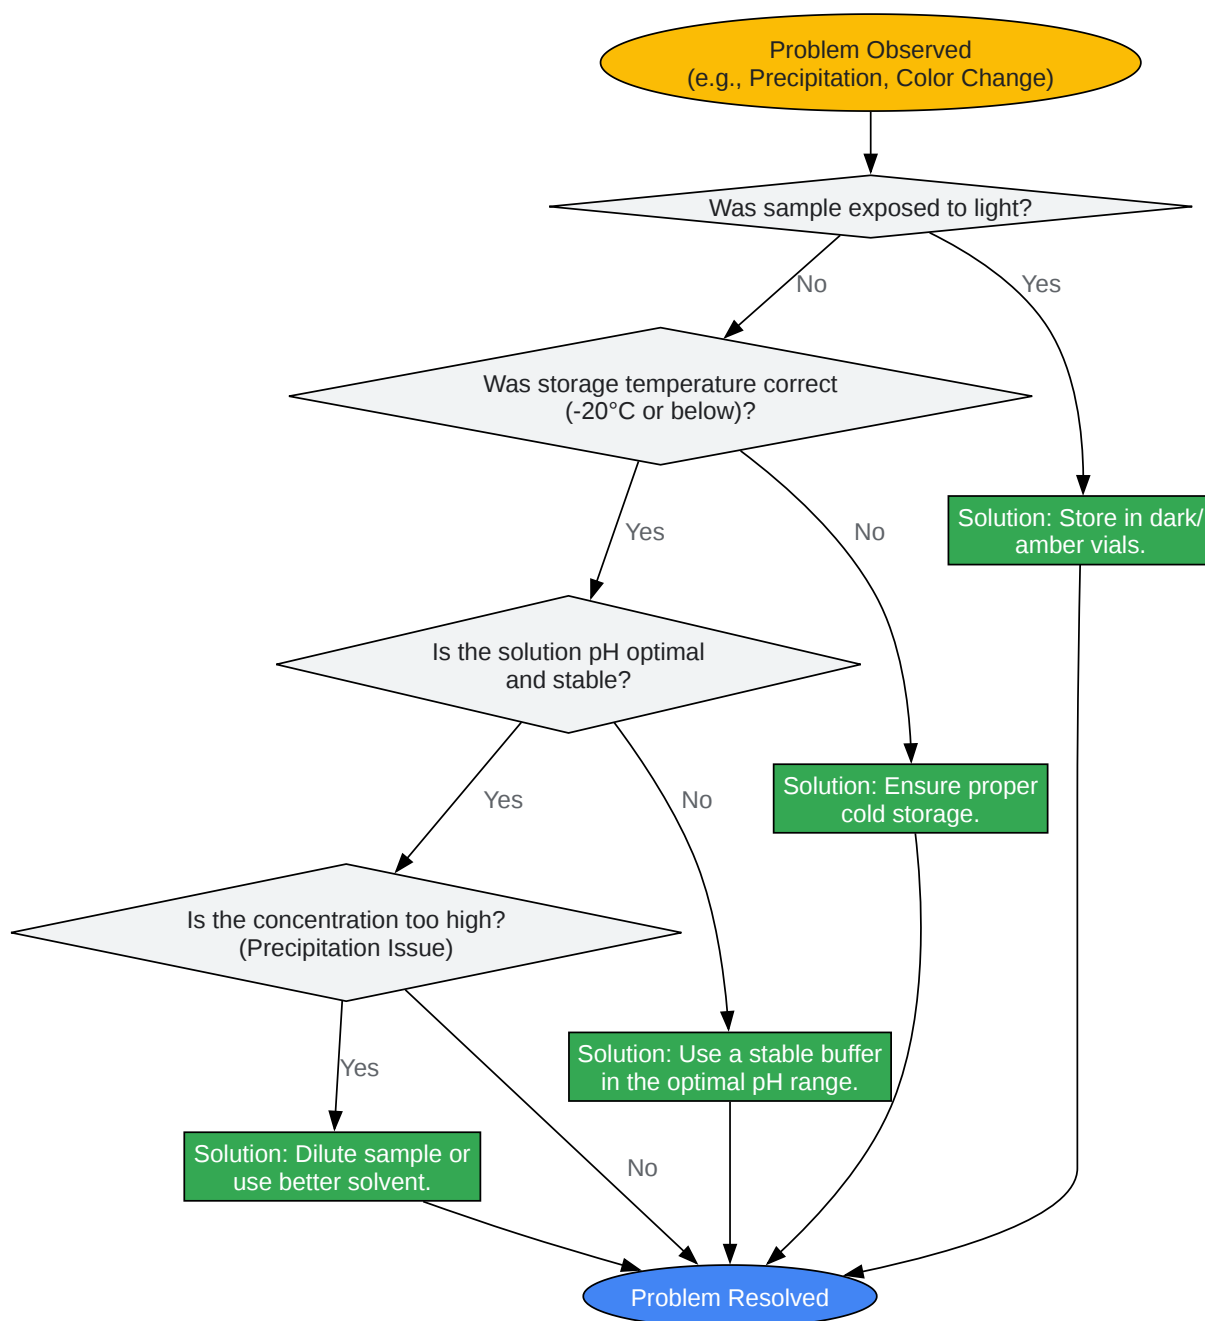 Problem Observed
(e.g., Precipitation, Color Change)
Was sample exposed to light?
No
Yes
Was storage temperature correct
(-20°C or below)?
Yes
No
Solution: Store in dark/
amber vials.
Is the solution pH optimal
and stable?
Yes
No
Solution: Ensure proper
cold storage.
Is the concentration too high?
(Precipitation Issue)
Yes
No
Solution: Use a stable buffer
in the optimal pH range.
Solution: Dilute sample or
use better solvent.
Problem Resolved